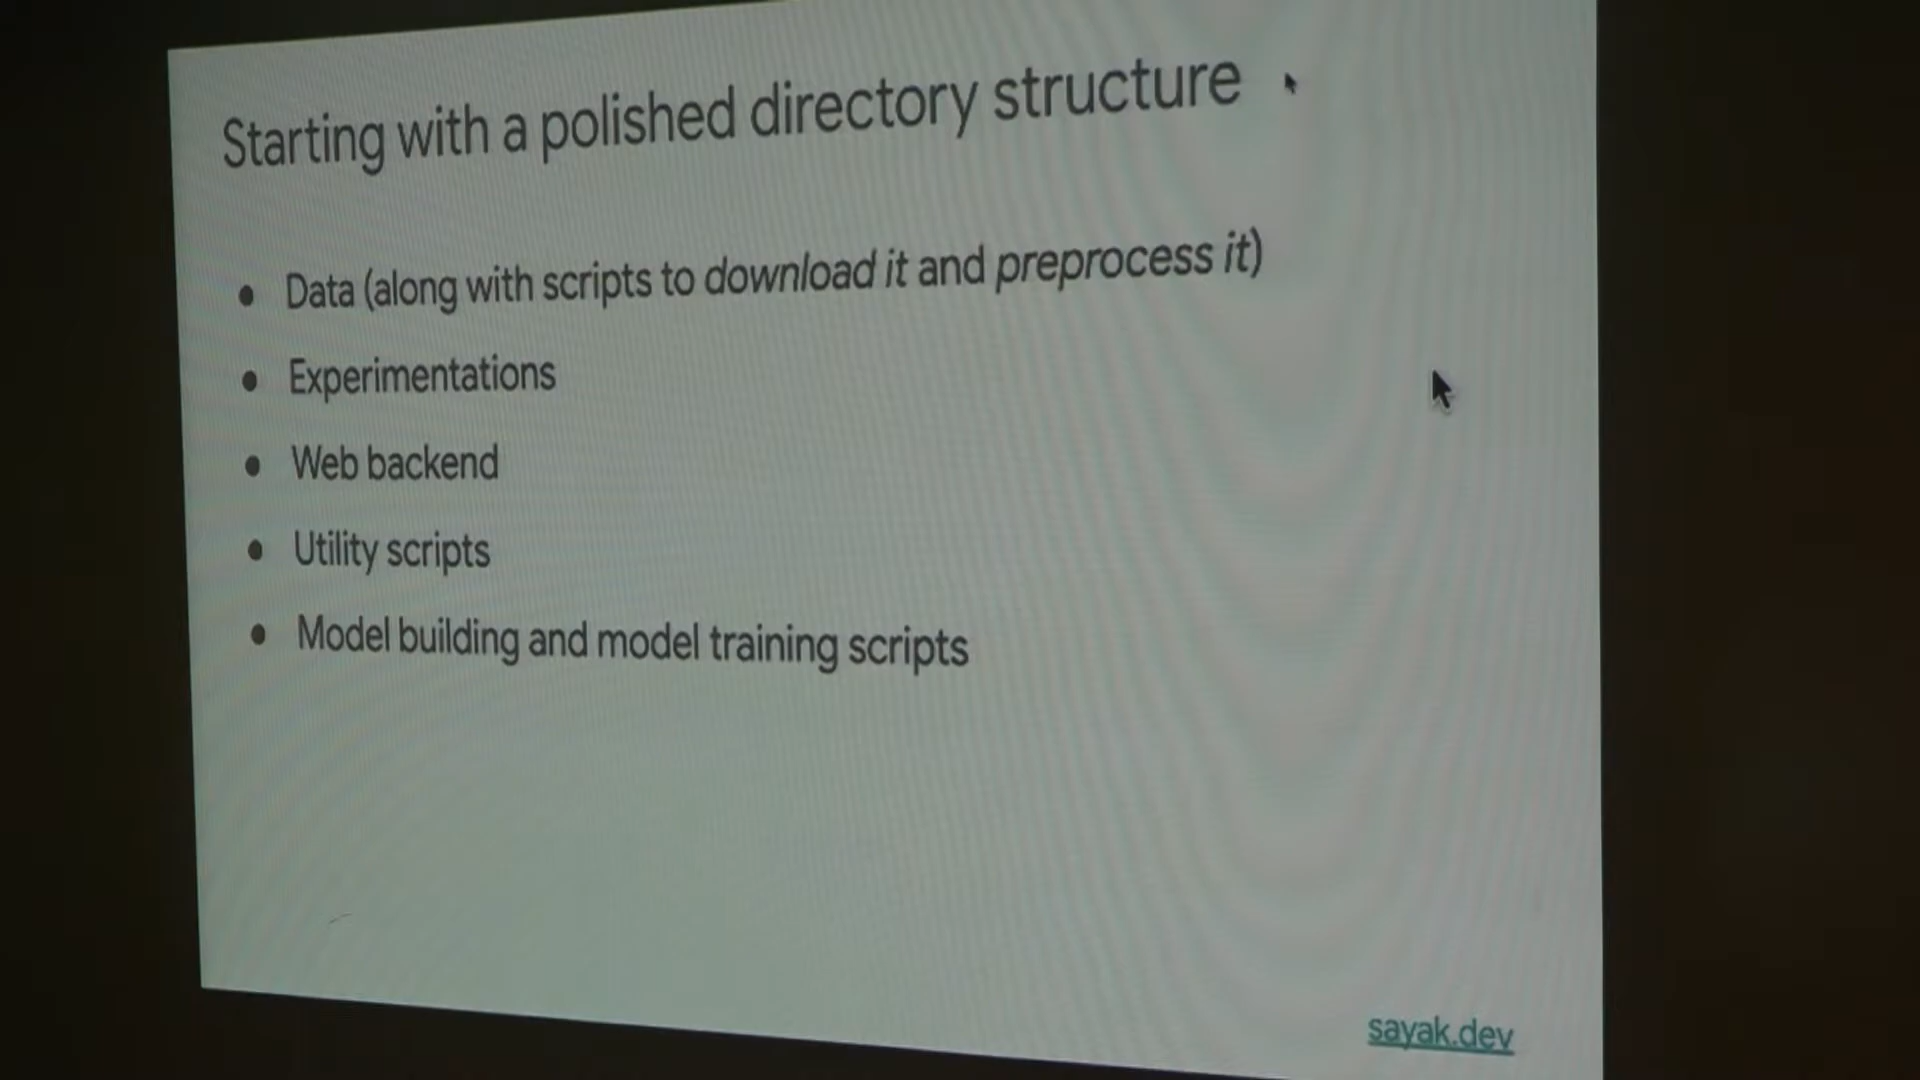 Starting with a polished directory structure
● Data (along with scripts to download it and preprocess it)
● Experimentations
● Web backend
● Utility scripts
● Model building and model training scripts
sayak.dev